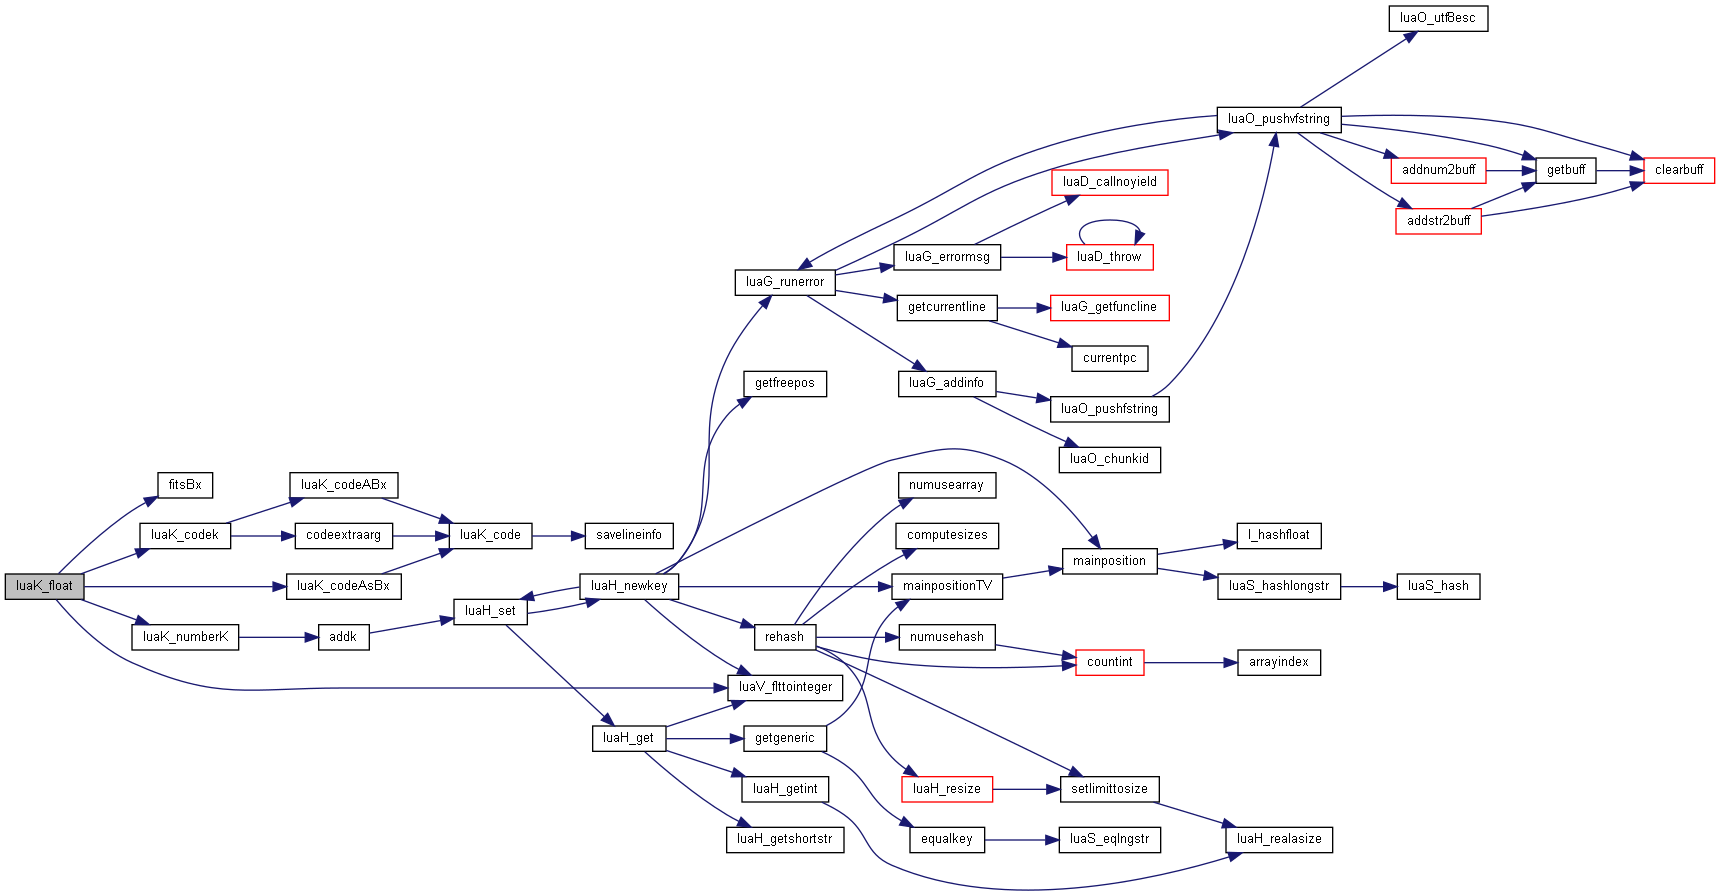 luaO_utf8esc
luaO_pushvfstring
addnum2buff
getbuff
clearbuff
luaD_callnoyield
addstr2buff
luaG_errormsg
luaD_throw
luaG_runerror
getcurrentline
luaG_getfuncline
currentpc
getfreepos
luaG_addinfo
luaO_pushfstring
luaO_chunkid
fitsBx
luaK_codeABx
numusearray
luaK_codek
codeextraarg
luaK_code
savelineinfo
computesizes
l_hashfloat
mainposition
luaK_float
luaK_codeAsBx
luaH_newkey
mainpositionTV
luaS_hashlongstr
luaS_hash
luaH_set
luaK_numberK
addk
rehash
numusehash
countint
arrayindex
luaV_flttointeger
luaH_get
getgeneric
luaH_getint
luaH_resize
setlimittosize
luaH_getshortstr
equalkey
luaS_eqlngstr
luaH_realasize